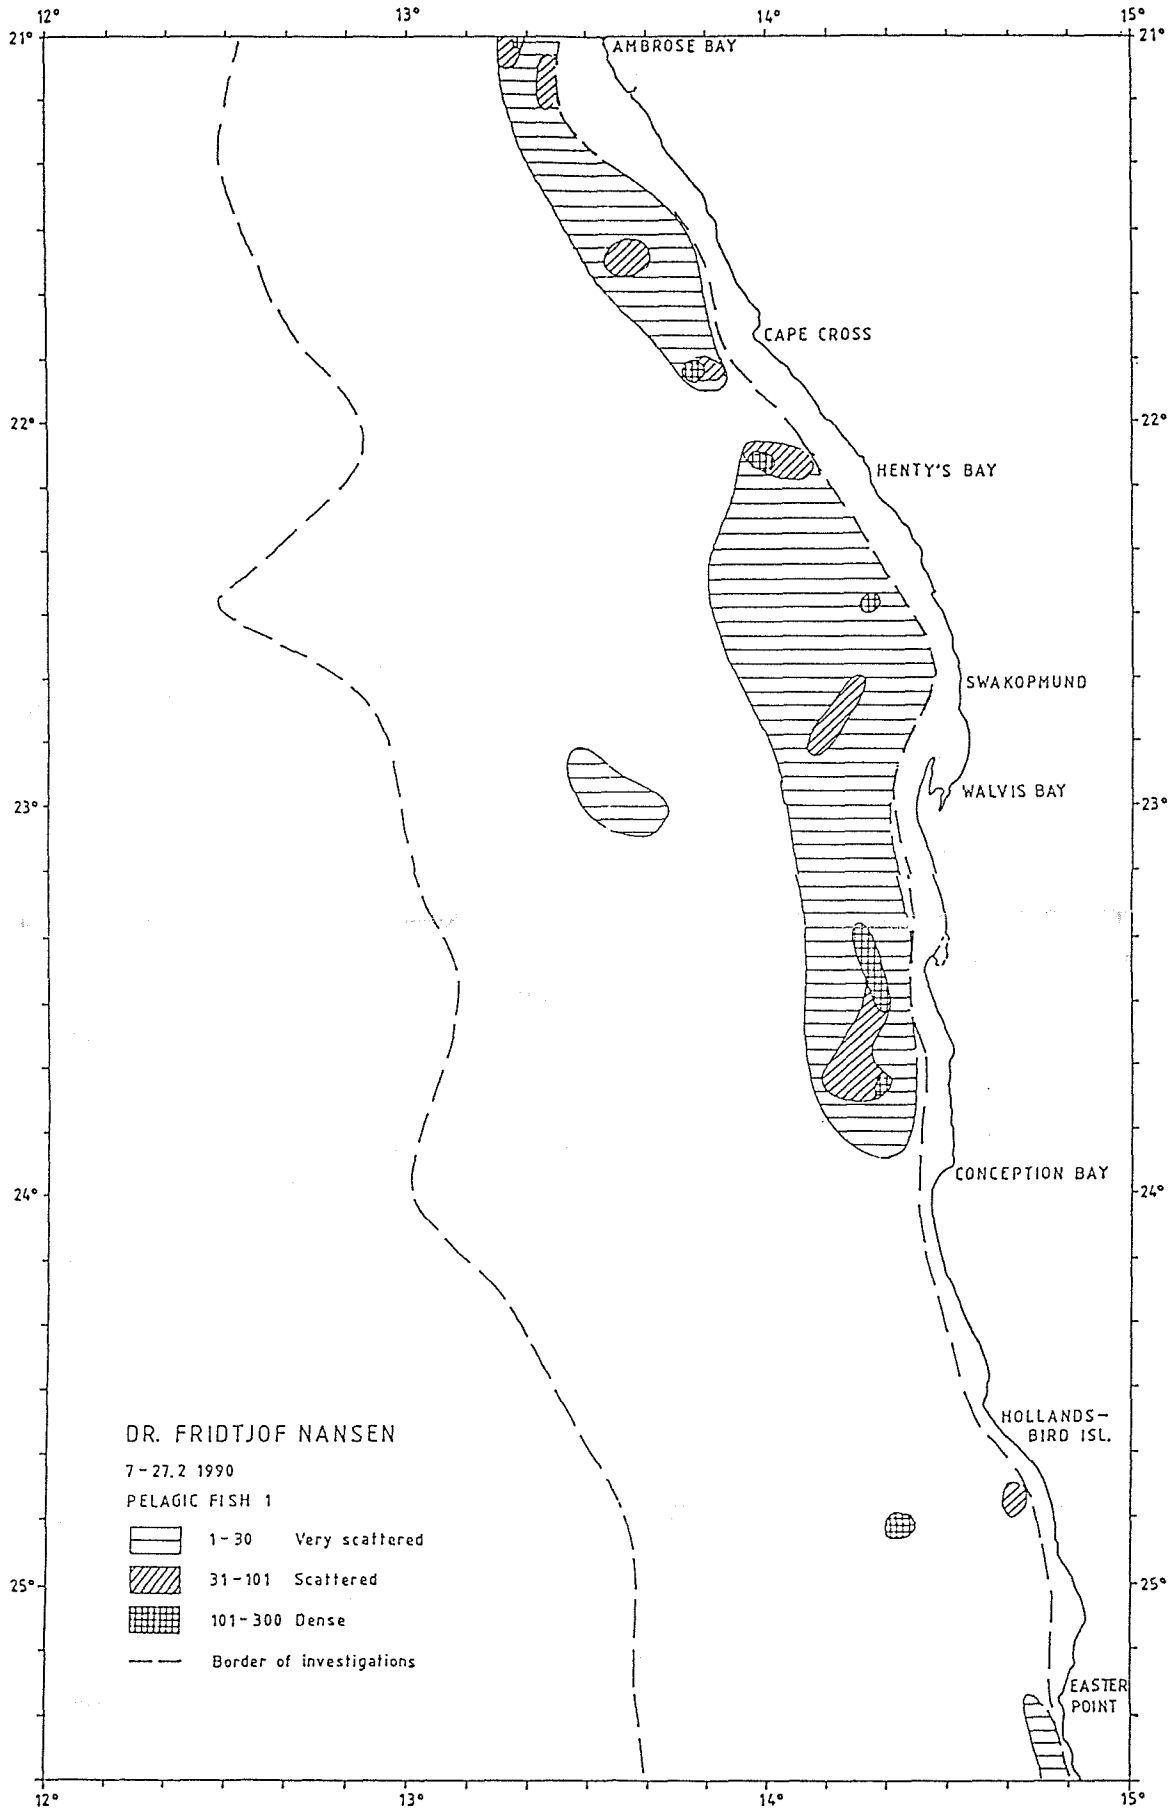 12° 13° 14° 15°
21° 21°
AMBROSE BAY
CAPE CROSS
22° 22°
HENTY'S BAY
SWAKOPMUND
WALVIS BAY
23° 23°
CONCEPTION BAY
24° 24°
HOLLANDS-
BIRD ISL.
DR. FRIDTJOF NANSEN
7-27.2 1990
PELAGIC FISH 1
1-30 Very scattered
31-101 Scattered
101-300 Dense
Border of investigations
25° 25°
EASTER
POINT
12° 13° 14° 15°